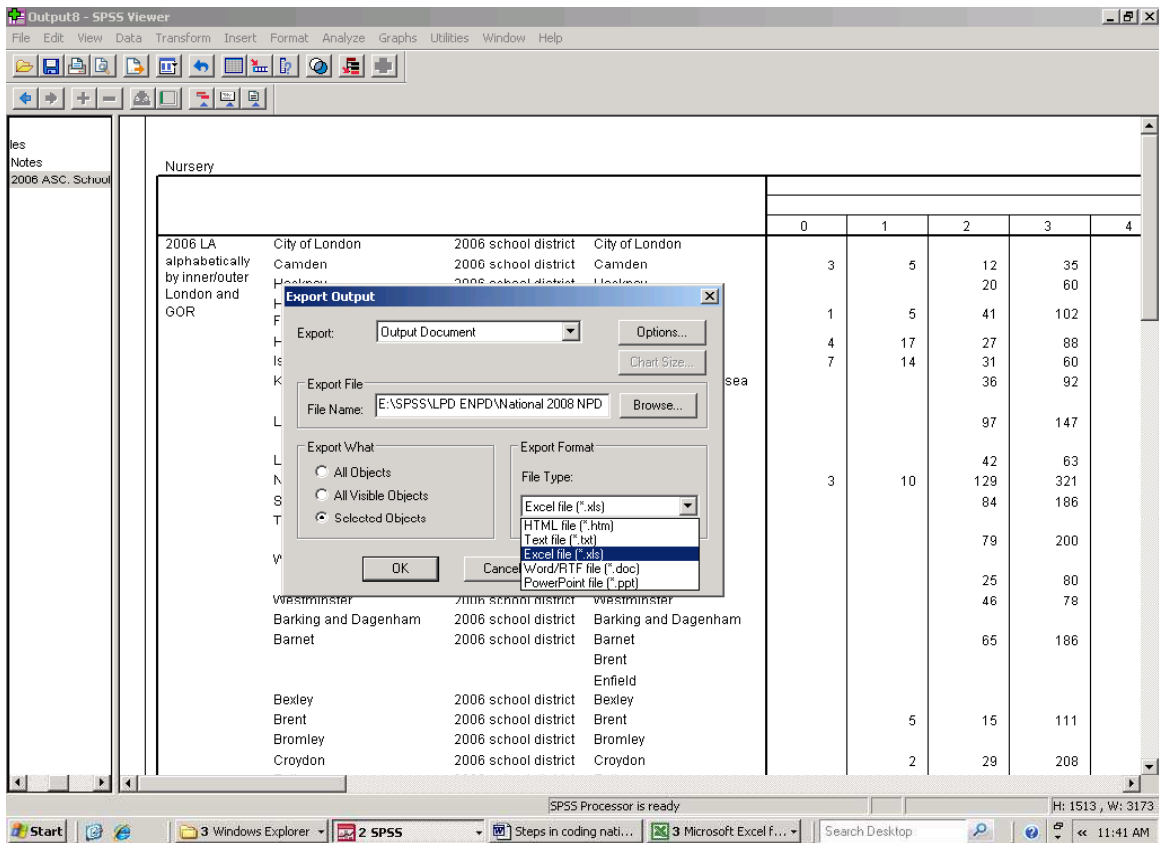 Output8 - SPSS Viewer
File Edit View Data Transform Insert Format Analyze Graphs Utilities Window Help
les
Notes
2006 ASC. School
Nursery
0 1 2 3 4
2006 LA alphabetically by inner/outer London and GOR
City of London 2006 school district City of London
Camden 2006 school district Camden 3 5 12 35
20 60
1 5 41 102
4 17 27 88
7 14 31 60
sea 36 92
97 147
42 63
3 10 129 321
84 186
79 200
25 80
Westminster 2006 school district Westminster 46 78
Barking and Dagenham 2006 school district Barking and Dagenham
Barnet 2006 school district Barnet 65 186
Brent
Enfield
Bexley 2006 school district Bexley
Brent 2006 school district Brent 5 15 111
Bromley 2006 school district Bromley
Croydon 2006 school district Croydon 2 29 208
Export Output
Export: Output Document Options...
Chart Size...
Export File
File Name: E:\SPSS\LPD ENPD\National 2008 NPD Browse...
Export What
All Objects
All Visible Objects
Selected Objects
Export Format
File Type:
Excel file (*.xls)
HTML file (*.htm)
Text file (*.txt)
Excel file (*.xls)
Word/RTF file (*.doc)
PowerPoint file (*.ppt)
OK Cancel
SPSS Processor is ready H: 1513 , W: 3173
Start 3 Windows Explorer 2 SPSS Steps in coding nati... 3 Microsoft Excel f... Search Desktop « 11:41 AM